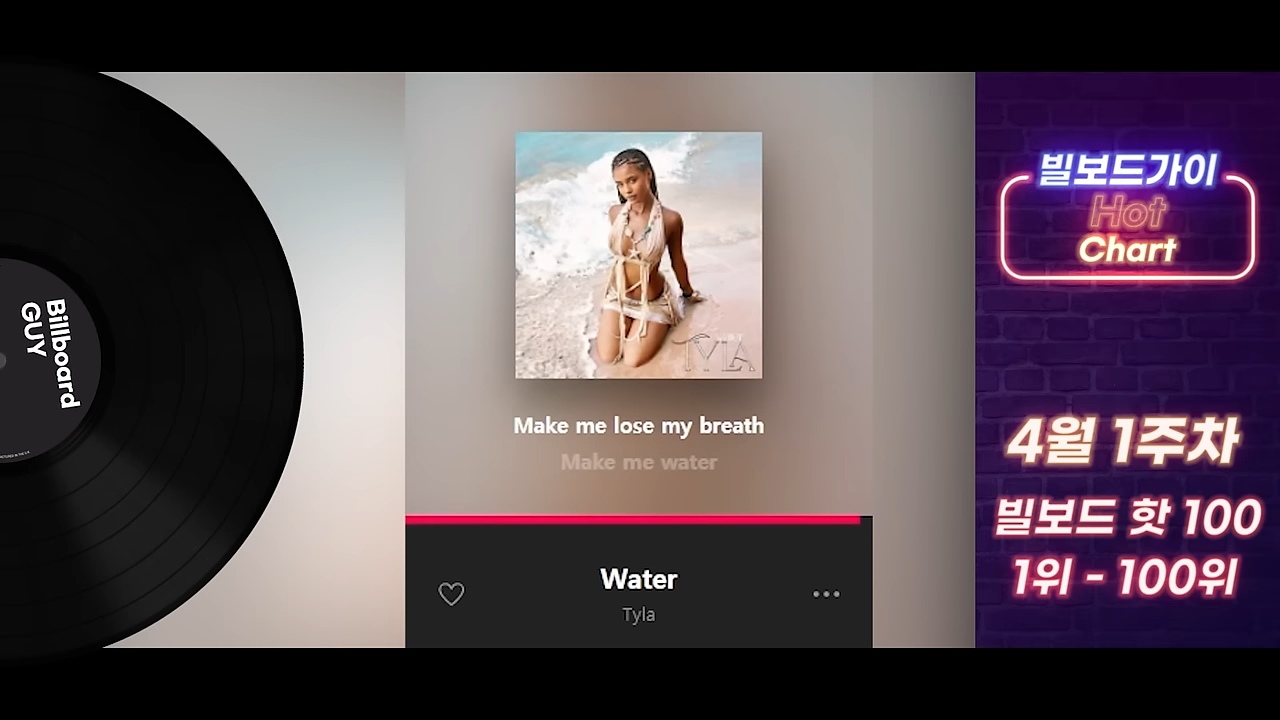 Billboard
GUY
TYLA
Make me lose my breath
Make me water
Water
Tyla
빌보드가이
Hot
Chart
4월 1주차
빌보드 핫 100
1위 - 100위